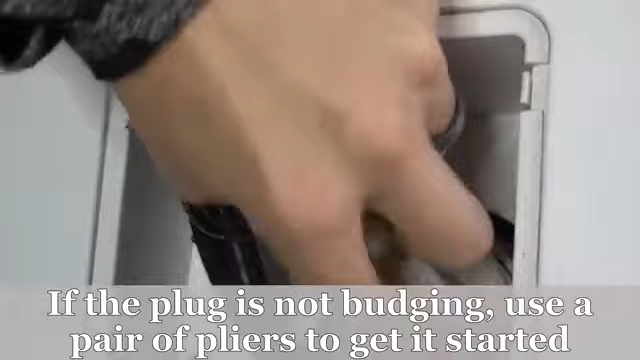 If the plug is not budging, use a
pair of pliers to get it started